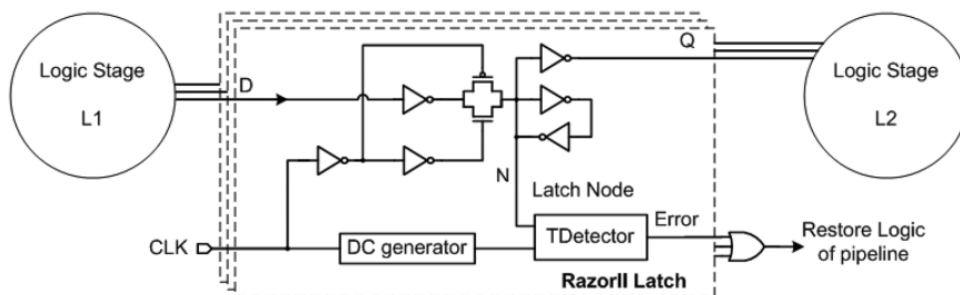 Logic Stage
L1
D
Q
Logic Stage
L2
N
Latch Node
Error
CLK
DC generator
TDetector
Restore Logic
of pipeline
RazorII Latch